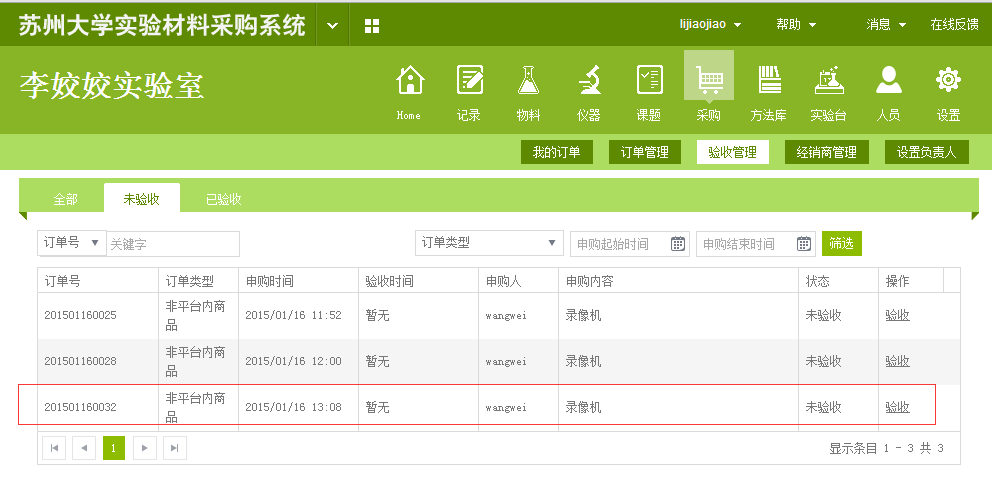 苏州大学实验材料采购系统 lijiaojiao 帮助 消息 在线反馈
李姣姣实验室
Home 记录 物料 仪器 课题 采购 方法库 实验台 人员 设置
我的订单 订单管理 验收管理 经销商管理 设置负责人
全部 未验收 已验收
订单号 关键字 订单类型 申购起始时间 申购结束时间 筛选
订单号 订单类型 申购时间 验收时间 申购人 申购内容 状态 操作
201501160025 非平台内商品 2015/01/16 11:52 暂无 wangwei 录像机 未验收 验收
201501160028 非平台内商品 2015/01/16 12:00 暂无 wangwei 录像机 未验收 验收
201501160032 非平台内商品 2015/01/16 13:08 暂无 wangwei 录像机 未验收 验收
1 显示条目 1 - 3 共 3